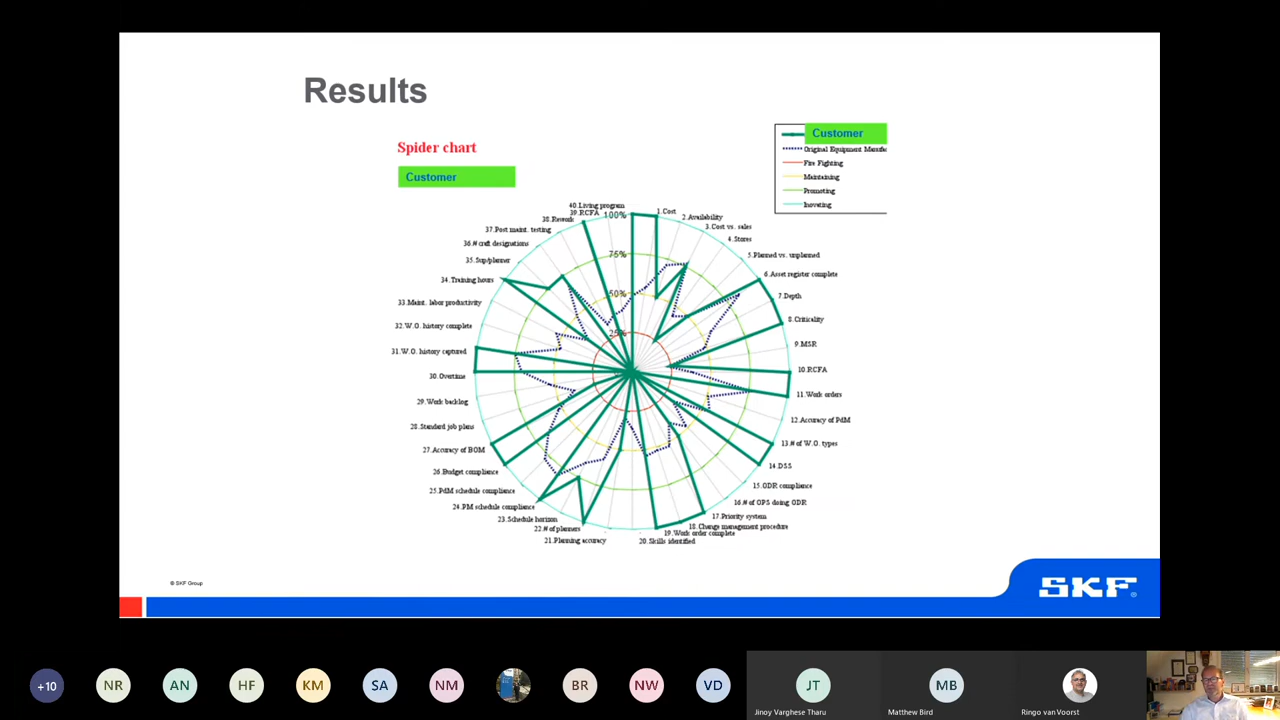 Results
Spider chart
Customer
Customer
Original Equipment Manufac
Fire Fighting
Maintaining
Promoting
Inovating
100%
75%
50%
25%
1.Cost
2.Availability
3.Cost vs. sales
4.Stores
5.Planned vs. unplanned
6.Asset register complete
7.Depth
8.Criticality
9.MSR
10.RCFA
11.Work orders
12.Accuracy of PdM
13.# of W.O. types
14.DSS
15.ODR compliance
16.# of OPS doing ODR
17.Priority system
18.Change management procedure
19.Work order complete
20.Skills identified
21.Planning accuracy
22.# of planners
23.Schedule horizon
24.PM schedule compliance
25.PdM schedule compliance
26.Budget compliance
27.Accuracy of BOM
28.Standard job plans
29.Work backlog
30.Overtime
31.W.O. history captured
32.W.O. history complete
33.Maint. labor productivity
34.Training hours
35.Sup/planner
36.# craft designations
37.Post maint. testing
38.Rework
39.RCFA
40.Living program
© SKF Group
SKF
+10
NR
AN
HF
KM
SA
NM
BR
NW
VD
JT
MB
Jinoy Varghese Tharu
Matthew Bird
Ringo van Voorst